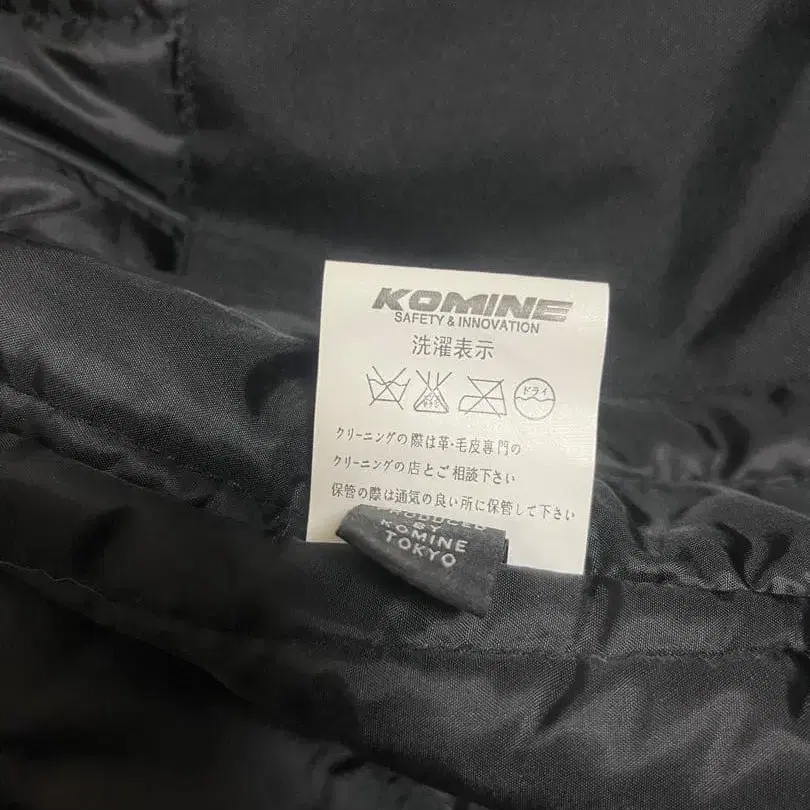 KOMINE
SAFETY & INNOVATION
洗濯表示
ドライ
クリーニングの際は革・毛皮専門の
クリーニングの店とご相談下さい
保管の際は通気の良い所に保管して下さい
PRODUCED
BY
KOMINE
TOKYO